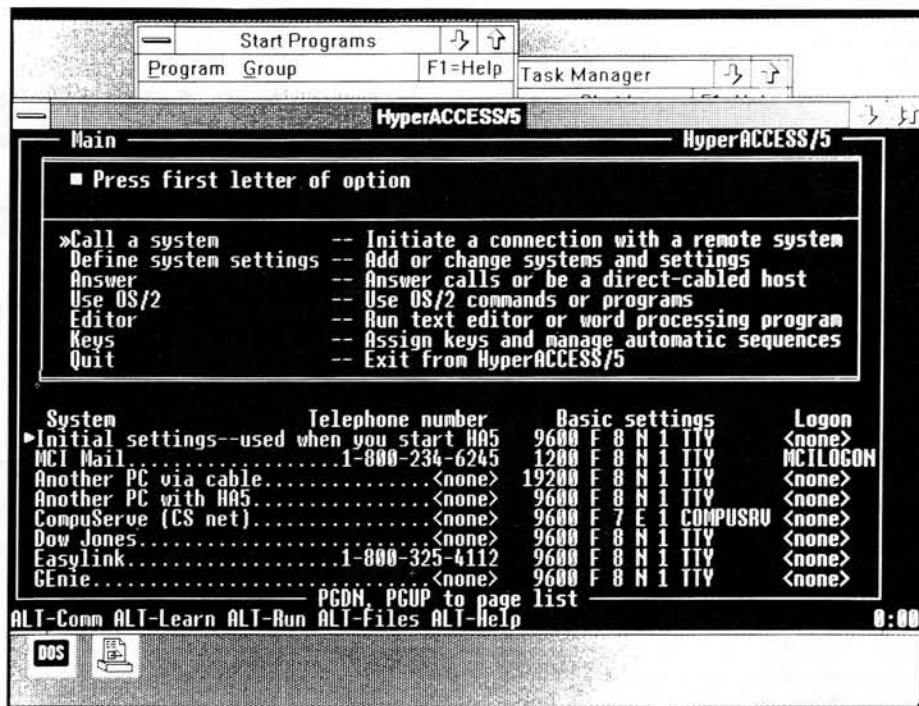 Start Programs
Program Group F1=Help
Task Manager
HyperACCESS/5
Main HyperACCESS/5
■ Press first letter of option
»Call a system -- Initiate a connection with a remote system
Define system settings -- Add or change systems and settings
Answer -- Answer calls or be a direct-cabled host
Use OS/2 -- Use OS/2 commands or programs
Editor -- Run text editor or word processing program
Keys -- Assign keys and manage automatic sequences
Quit -- Exit from HyperACCESS/5
System Telephone number Basic settings Logon
►Initial settings--used when you start HA5 9600 F 8 N 1 TTY <none>
MCI Mail...................1-800-234-6245 1200 F 8 N 1 TTY MCILOGON
Another PC via cable...............<none> 19200 F 8 N 1 TTY <none>
Another PC with HA5................<none> 9600 F 8 N 1 TTY <none>
CompuServe (CS net)................<none> 9600 F 7 E 1 COMPUSRV <none>
Dow Jones..........................<none> 9600 F 8 N 1 TTY <none>
Easylink...................1-800-325-4112 9600 F 8 N 1 TTY <none>
GEnie..............................<none> 9600 F 8 N 1 TTY <none>
PGDN, PGUP to page list
ALT-Comm ALT-Learn ALT-Run ALT-Files ALT-Help 0:00
DOS